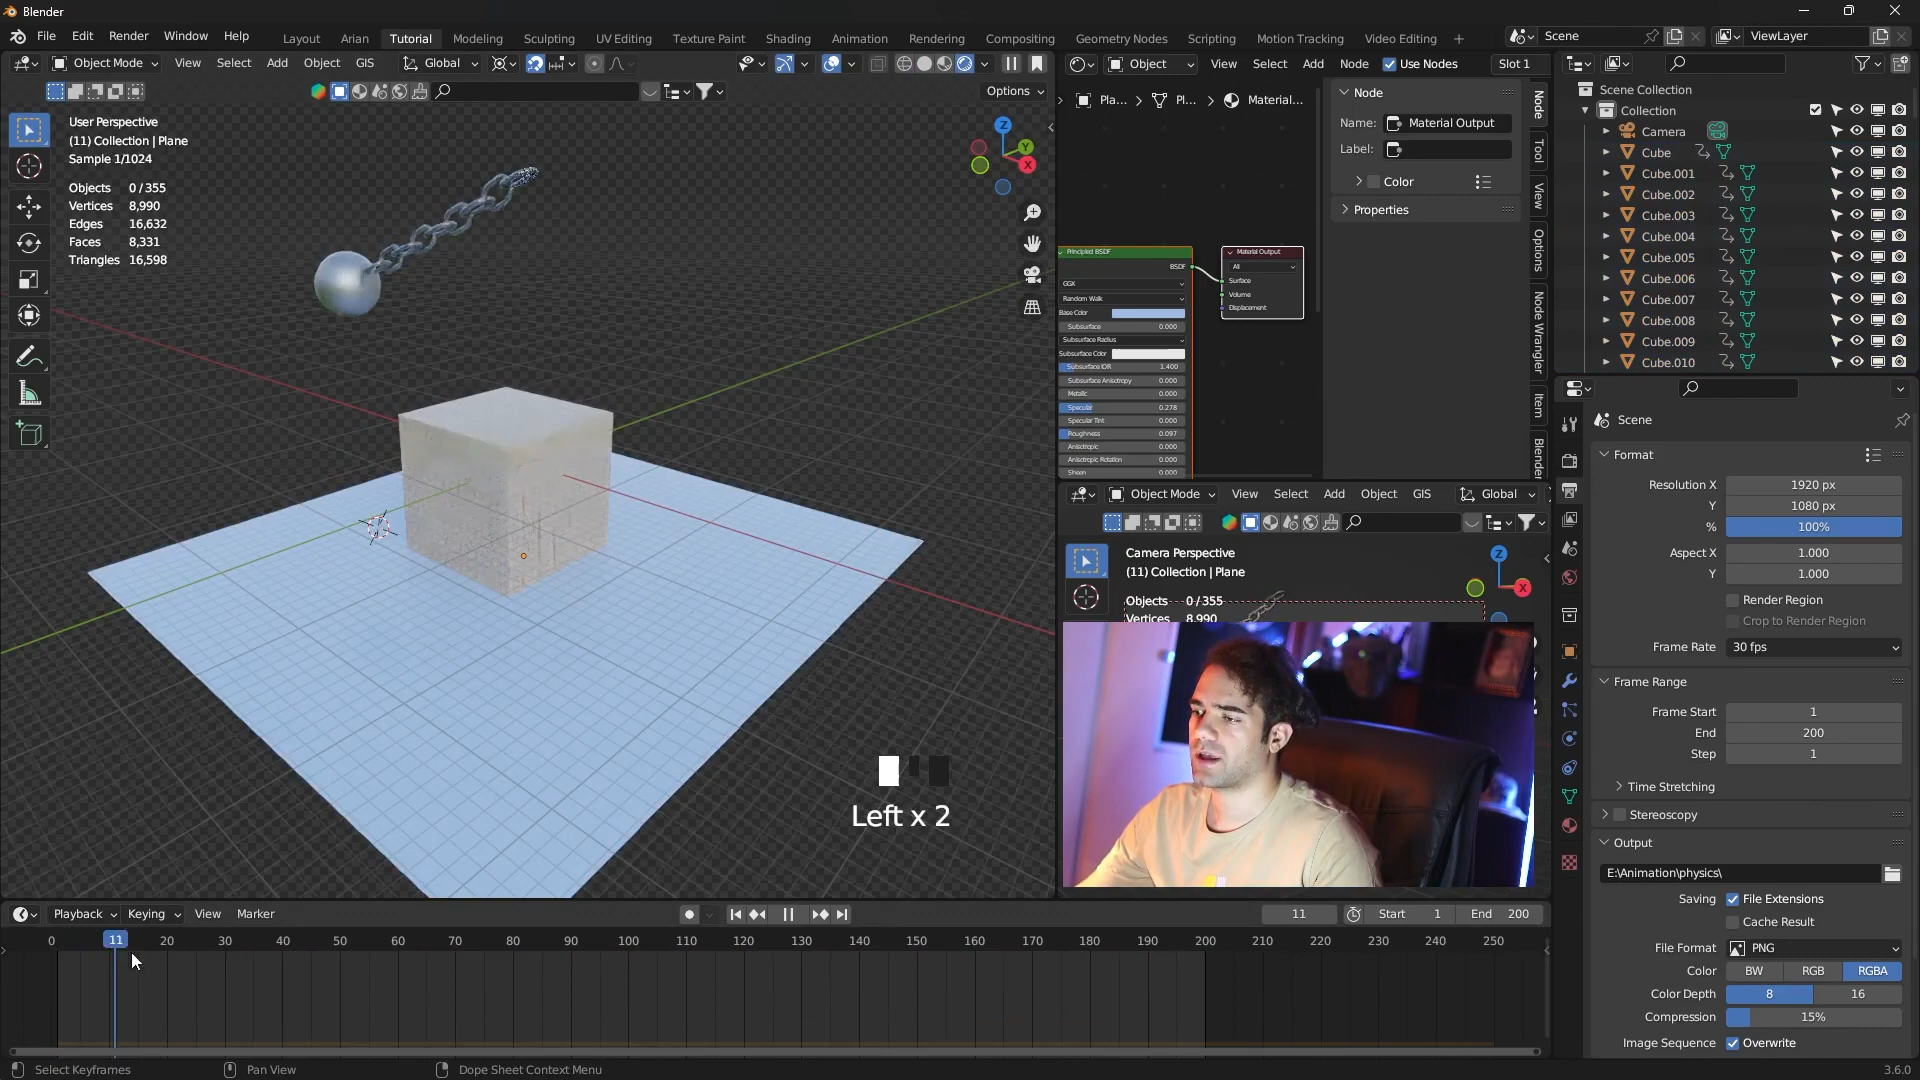 Blender
File Edit Render Window Help
Layout Arian Tutorial Modeling Sculpting UV Editing Texture Paint Shading Animation Rendering Compositing Geometry Nodes Scripting Motion Tracking Video Editing +
Scene
ViewLayer
Object Mode View Select Add Object GIS Global
Options
User Perspective
(11) Collection | Plane
Sample 1/1024
Objects 0/355
Vertices 8,990
Edges 16,632
Faces 8,331
Triangles 16,598
Z
Y
X
Left x 2
Object View Select Add Node Use Nodes Slot 1
Pla... > Pl... > Material...
Node
Name: Material Output
Label:
Color
Properties
Node
Tool
View
Options
Node Wrangler
Item
Blender
Principled BSDF
BSDF
GGX
Random Walk
Base Color
Subsurface 0.000
Subsurface Radius
Subsurface Color
Subsurface IOR 1.400
Subsurface Anisotropy 0.000
Metallic 0.000
Specular 0.278
Specular Tint 0.000
Roughness 0.097
Anisotropic 0.000
Anisotropic Rotation 0.000
Sheen 0.000
Material Output
All
Surface
Volume
Displacement
Object Mode View Select Add Object GIS Global
Camera Perspective
(11) Collection | Plane
Objects 0/355
Vertices 8,990
Z
X
Scene Collection
Collection
Camera
Cube
Cube.001
Cube.002
Cube.003
Cube.004
Cube.005
Cube.006
Cube.007
Cube.008
Cube.009
Cube.010
Scene
Format
Resolution X 1920 px
Y 1080 px
% 100%
Aspect X 1.000
Y 1.000
Render Region
Crop to Render Region
Frame Rate 30 fps
Frame Range
Frame Start 1
End 200
Step 1
Time Stretching
Stereoscopy
Output
E:\Animation\physics\
Saving File Extensions
Cache Result
File Format PNG
Color BW RGB RGBA
Color Depth 8 16
Compression 15%
Image Sequence Overwrite
Playback Keying View Marker
11 Start 1 End 200
0 11 20 30 40 50 60 70 80 90 100 110 120 130 140 150 160 170 180 190 200 210 220 230 240 250
Select Keyframes Pan View Dope Sheet Context Menu
3.6.0